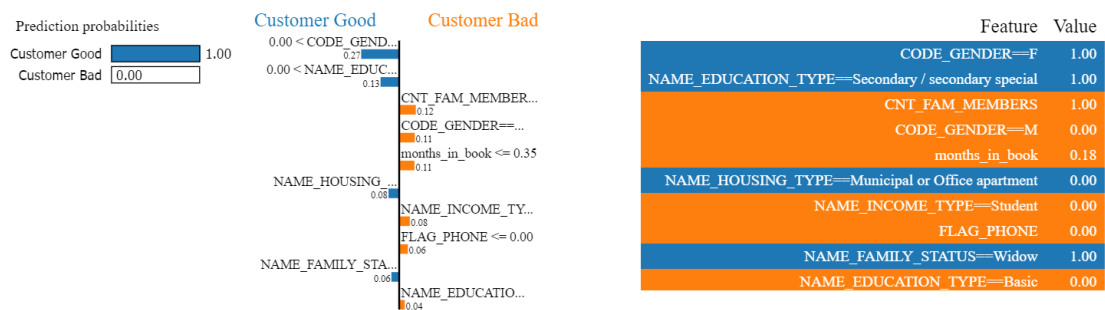 Prediction probabilities
Customer Good 1.00
Customer Bad 0.00
Customer Good Customer Bad
0.00 < CODE_GEND...
0.27
0.00 < NAME_EDUC...
0.13
CNT_FAM_MEMBER...
0.12
CODE_GENDER==...
0.11
months_in_book <= 0.35
0.11
NAME_HOUSING_...
0.08
NAME_INCOME_TY...
0.08
FLAG_PHONE <= 0.00
0.06
NAME_FAMILY_STA...
0.06
NAME_EDUCATIO...
0.04
Feature Value
CODE_GENDER==F 1.00
NAME_EDUCATION_TYPE==Secondary / secondary special 1.00
CNT_FAM_MEMBERS 1.00
CODE_GENDER==M 0.00
months_in_book 0.18
NAME_HOUSING_TYPE==Municipal or Office apartment 0.00
NAME_INCOME_TYPE==Student 0.00
FLAG_PHONE 0.00
NAME_FAMILY_STATUS==Widow 1.00
NAME_EDUCATION_TYPE==Basic 0.00